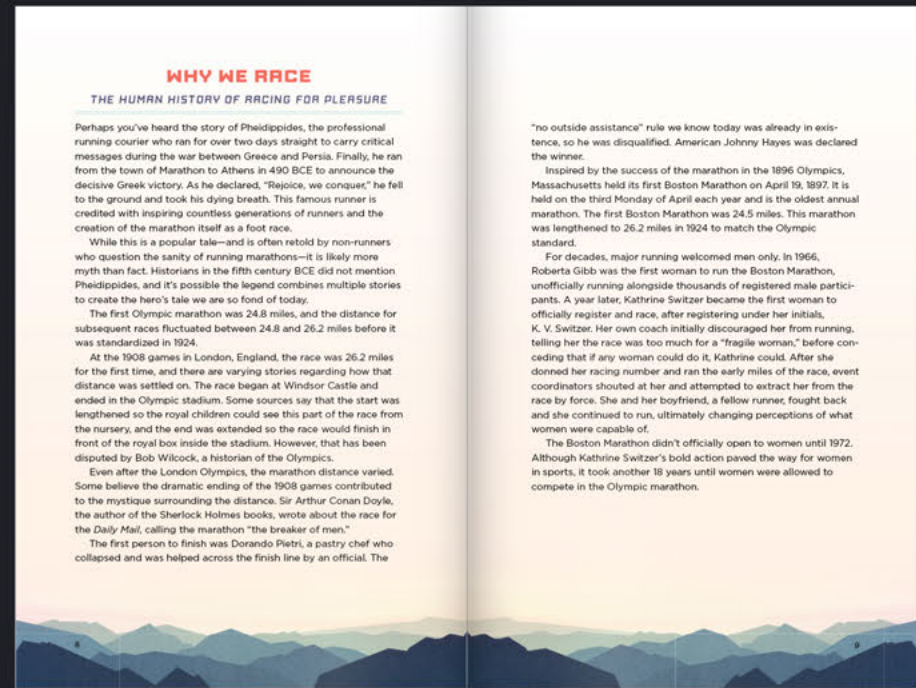 WHY WE RACE
THE HUMAN HISTORY OF RACING FOR PLEASURE
Perhaps you've heard the story of Pheidippides, the professional
running courier who ran for over two days straight to carry critical
messages during the war between Greece and Persia. Finally, he ran
from the town of Marathon to Athens in 490 BCE to announce the
decisive Greek victory. As he declared, “Rejoice, we conquer,” he fell
to the ground and took his dying breath. This famous runner is
credited with inspiring countless generations of runners and the
creation of the marathon itself as a foot race.
While this is a popular tale—and is often retold by non-runners
who question the sanity of running marathons—it is likely more
myth than fact. Historians in the fifth century BCE did not mention
Pheidippides, and it's possible the legend combines multiple stories
to create the hero's tale we are so fond of today.
The first Olympic marathon was 24.8 miles, and the distance for
subsequent races fluctuated between 24.8 and 26.2 miles before it
was standardized in 1924.
At the 1908 games in London, England, the race was 26.2 miles
for the first time, and there are varying stories regarding how that
distance was settled on. The race began at Windsor Castle and
ended in the Olympic stadium. Some sources say that the start was
lengthened so the royal children could see this part of the race from
the nursery, and the end was extended so the race would finish in
front of the royal box inside the stadium. However, that has been
disputed by Bob Wilcock, a historian of the Olympics.
Even after the London Olympics, the marathon distance varied.
Some believe the dramatic ending of the 1908 games contributed
to the mystique surrounding the distance. Sir Arthur Conan Doyle,
the author of the Sherlock Holmes books, wrote about the race for
the Daily Mail, calling the marathon “the breaker of men.”
The first person to finish was Dorando Pietri, a pastry chef who
collapsed and was helped across the finish line by an official. The
8
“no outside assistance” rule we know today was already in exis-
tence, so he was disqualified. American Johnny Hayes was declared
the winner.
Inspired by the success of the marathon in the 1896 Olympics,
Massachusetts held its first Boston Marathon on April 19, 1897. It is
held on the third Monday of April each year and is the oldest annual
marathon. The first Boston Marathon was 24.5 miles. This marathon
was lengthened to 26.2 miles in 1924 to match the Olympic
standard.
For decades, major running welcomed men only. In 1966,
Roberta Gibb was the first woman to run the Boston Marathon,
unofficially running alongside thousands of registered male partici-
pants. A year later, Kathrine Switzer became the first woman to
officially register and race, after registering under her initials,
K. V. Switzer. Her own coach initially discouraged her from running,
telling her the race was too much for a “fragile woman,” before con-
ceding that if any woman could do it, Kathrine could. After she
donned her racing number and ran the early miles of the race, event
coordinators shouted at her and attempted to extract her from the
race by force. She and her boyfriend, a fellow runner, fought back
and she continued to run, ultimately changing perceptions of what
women were capable of.
The Boston Marathon didn't officially open to women until 1972.
Although Kathrine Switzer's bold action paved the way for women
in sports, it took another 18 years until women were allowed to
compete in the Olympic marathon.
9